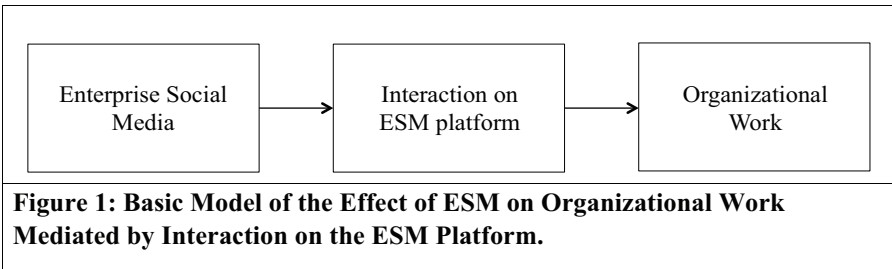 Enterprise Social
Media
Interaction on
ESM platform
Organizational
Work
Figure 1: Basic Model of the Effect of ESM on Organizational Work
Mediated by Interaction on the ESM Platform.